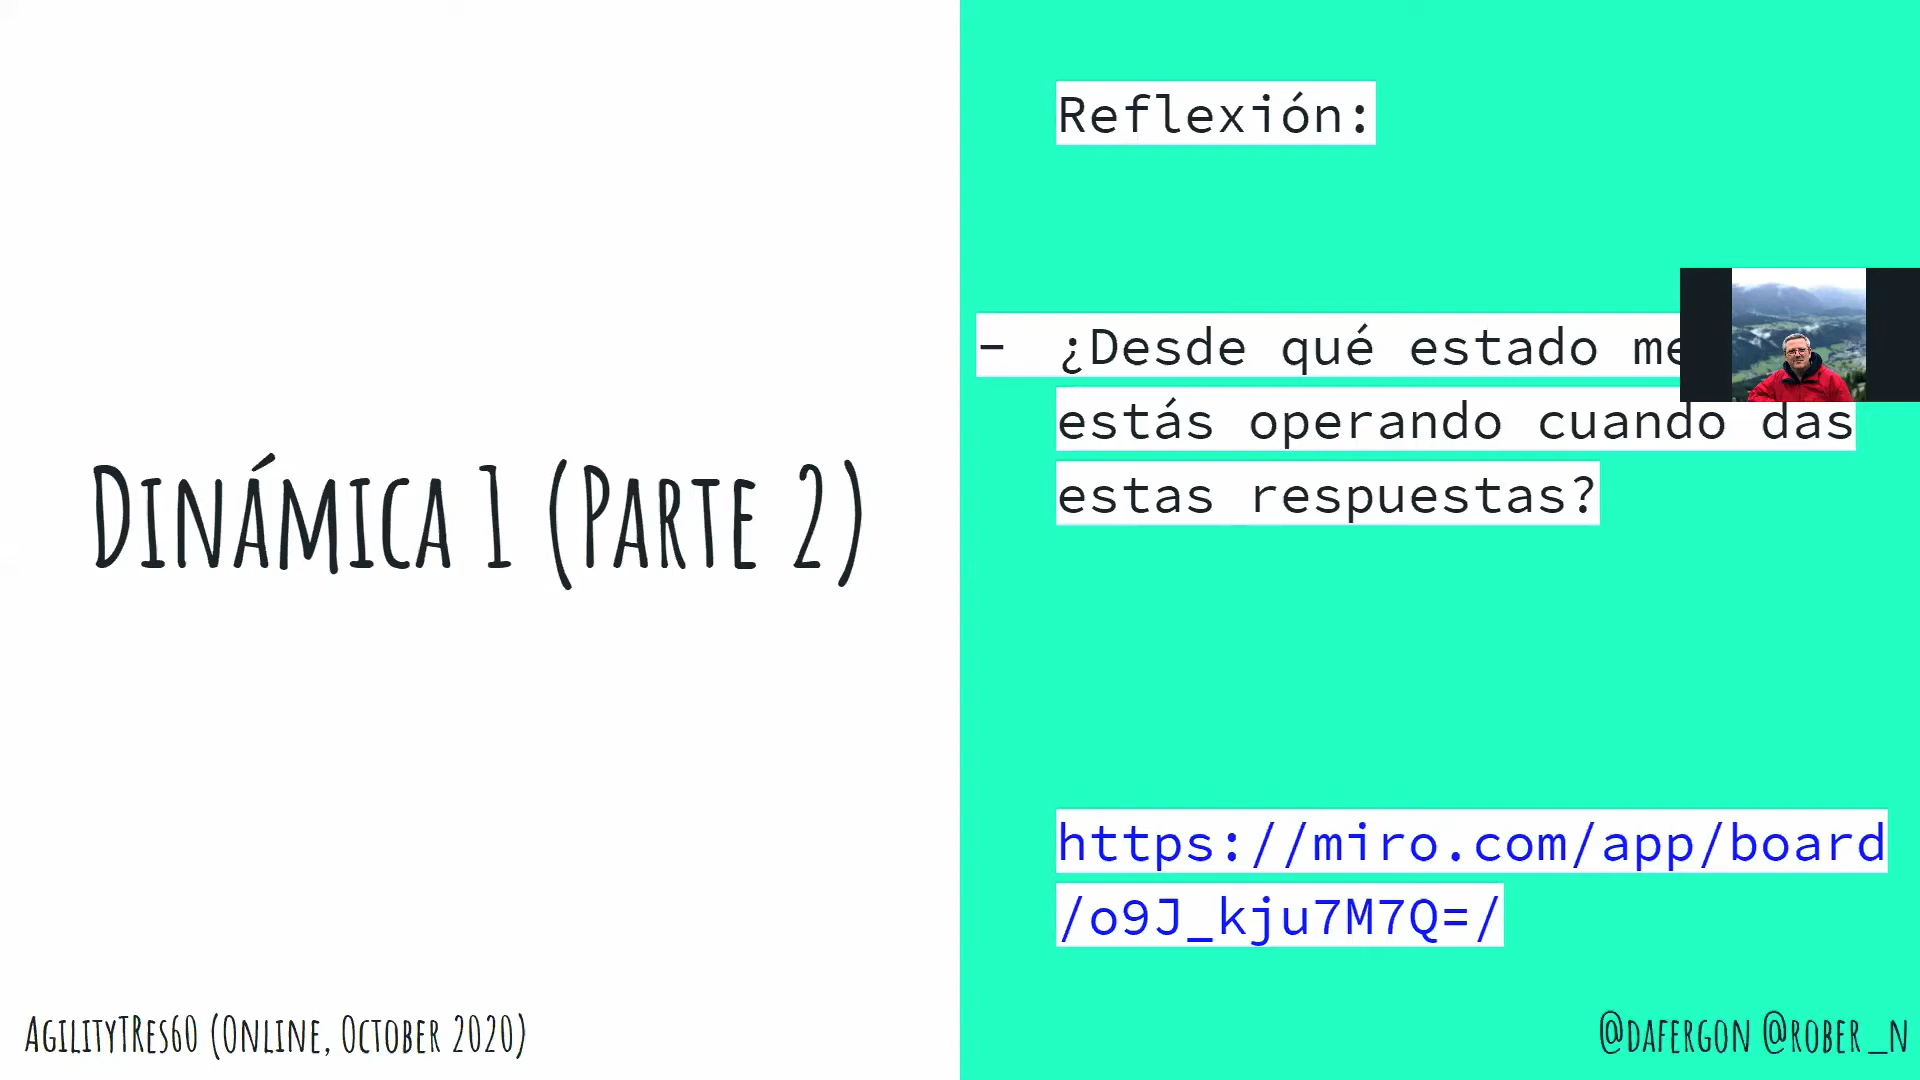 Dinámica 1 (Parte 2)
Reflexión:
- ¿Desde qué estado
estás operando cuando das
estas respuestas?
https://miro.com/app/board
/o9J_kju7M7Q=/
AgilityTRes60 (Online, October 2020)
@dafergon @rober_n